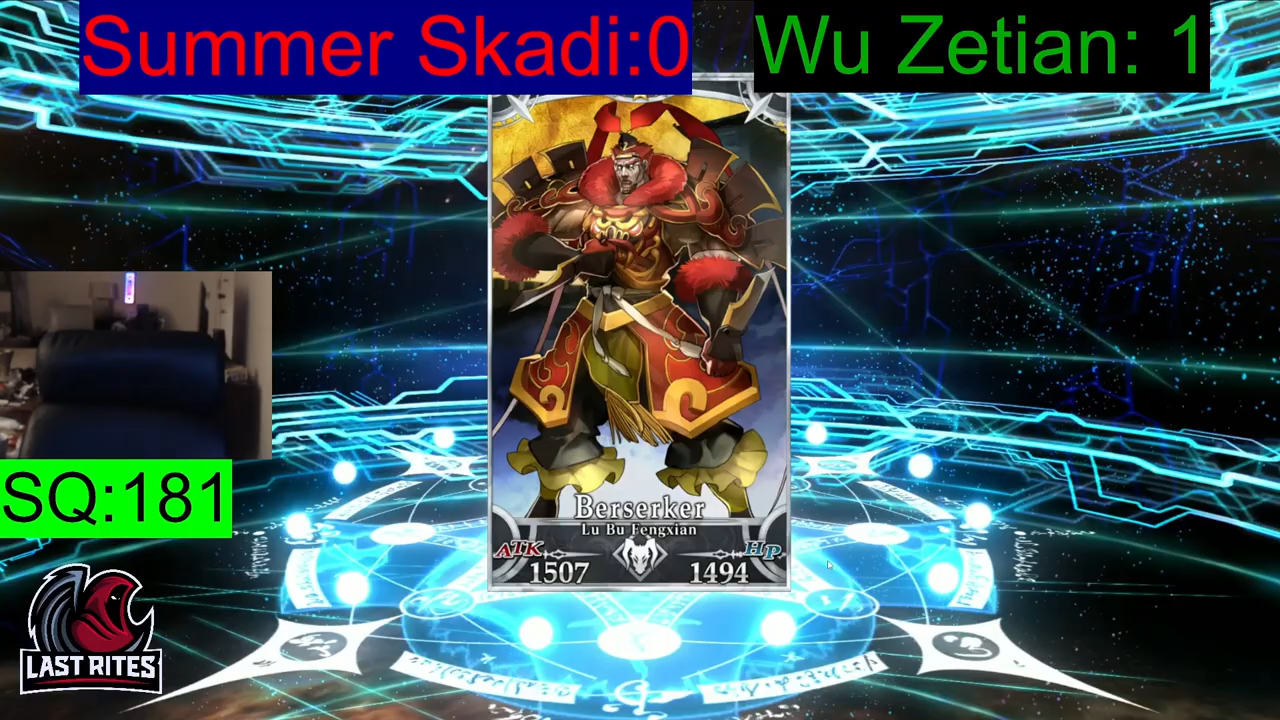 Summer Skadi:0
Wu Zetian: 1
SQ:181
Berserker
Lu Bu Fengxian
ATK
HP
1507
1494
LAST RITES